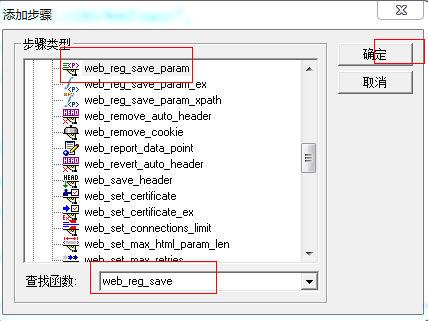 添加步骤
步骤类型
web_reg_save_param
web_reg_save_param_ex
web_reg_save_param_xpath
web_remove_auto_header
web_remove_cookie
web_report_data_point
web_revert_auto_header
web_save_header
web_set_certificate
web_set_certificate_ex
web_set_connections_limit
web_set_max_html_param_len
web_set_max_retries
确定
取消
查找函数:
web_reg_save